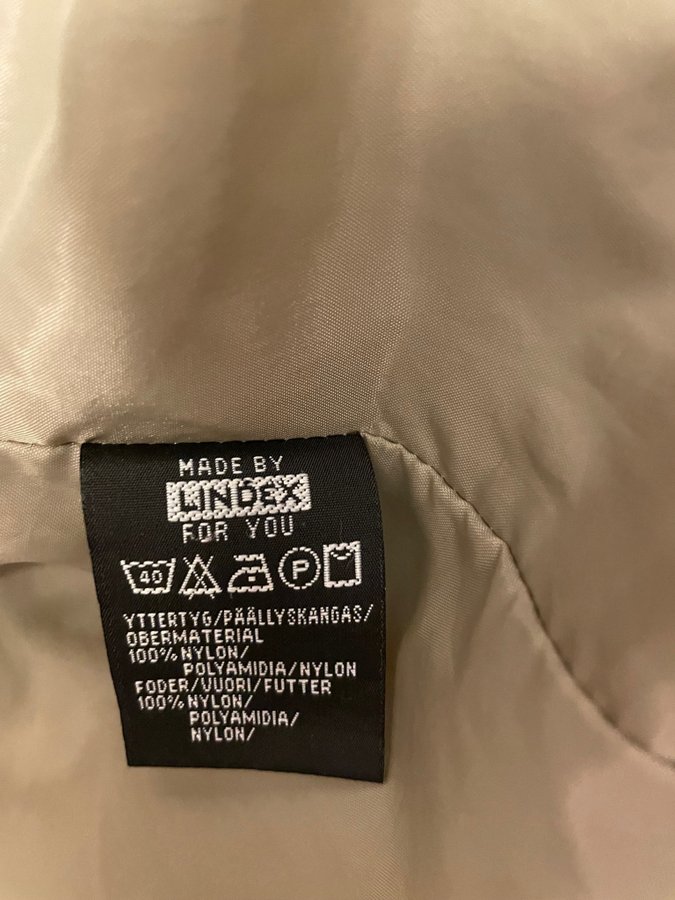 MADE BY
LINDEX
FOR YOU
40 P
YTTERTYG/PÄÄLLYSKANGAS/
OBERMATERIAL
100% NYLON/
POLYAMIDIA/NYLON
FODER/VUORI/FUTTER
100% NYLON/
POLYAMIDIA/
NYLON/